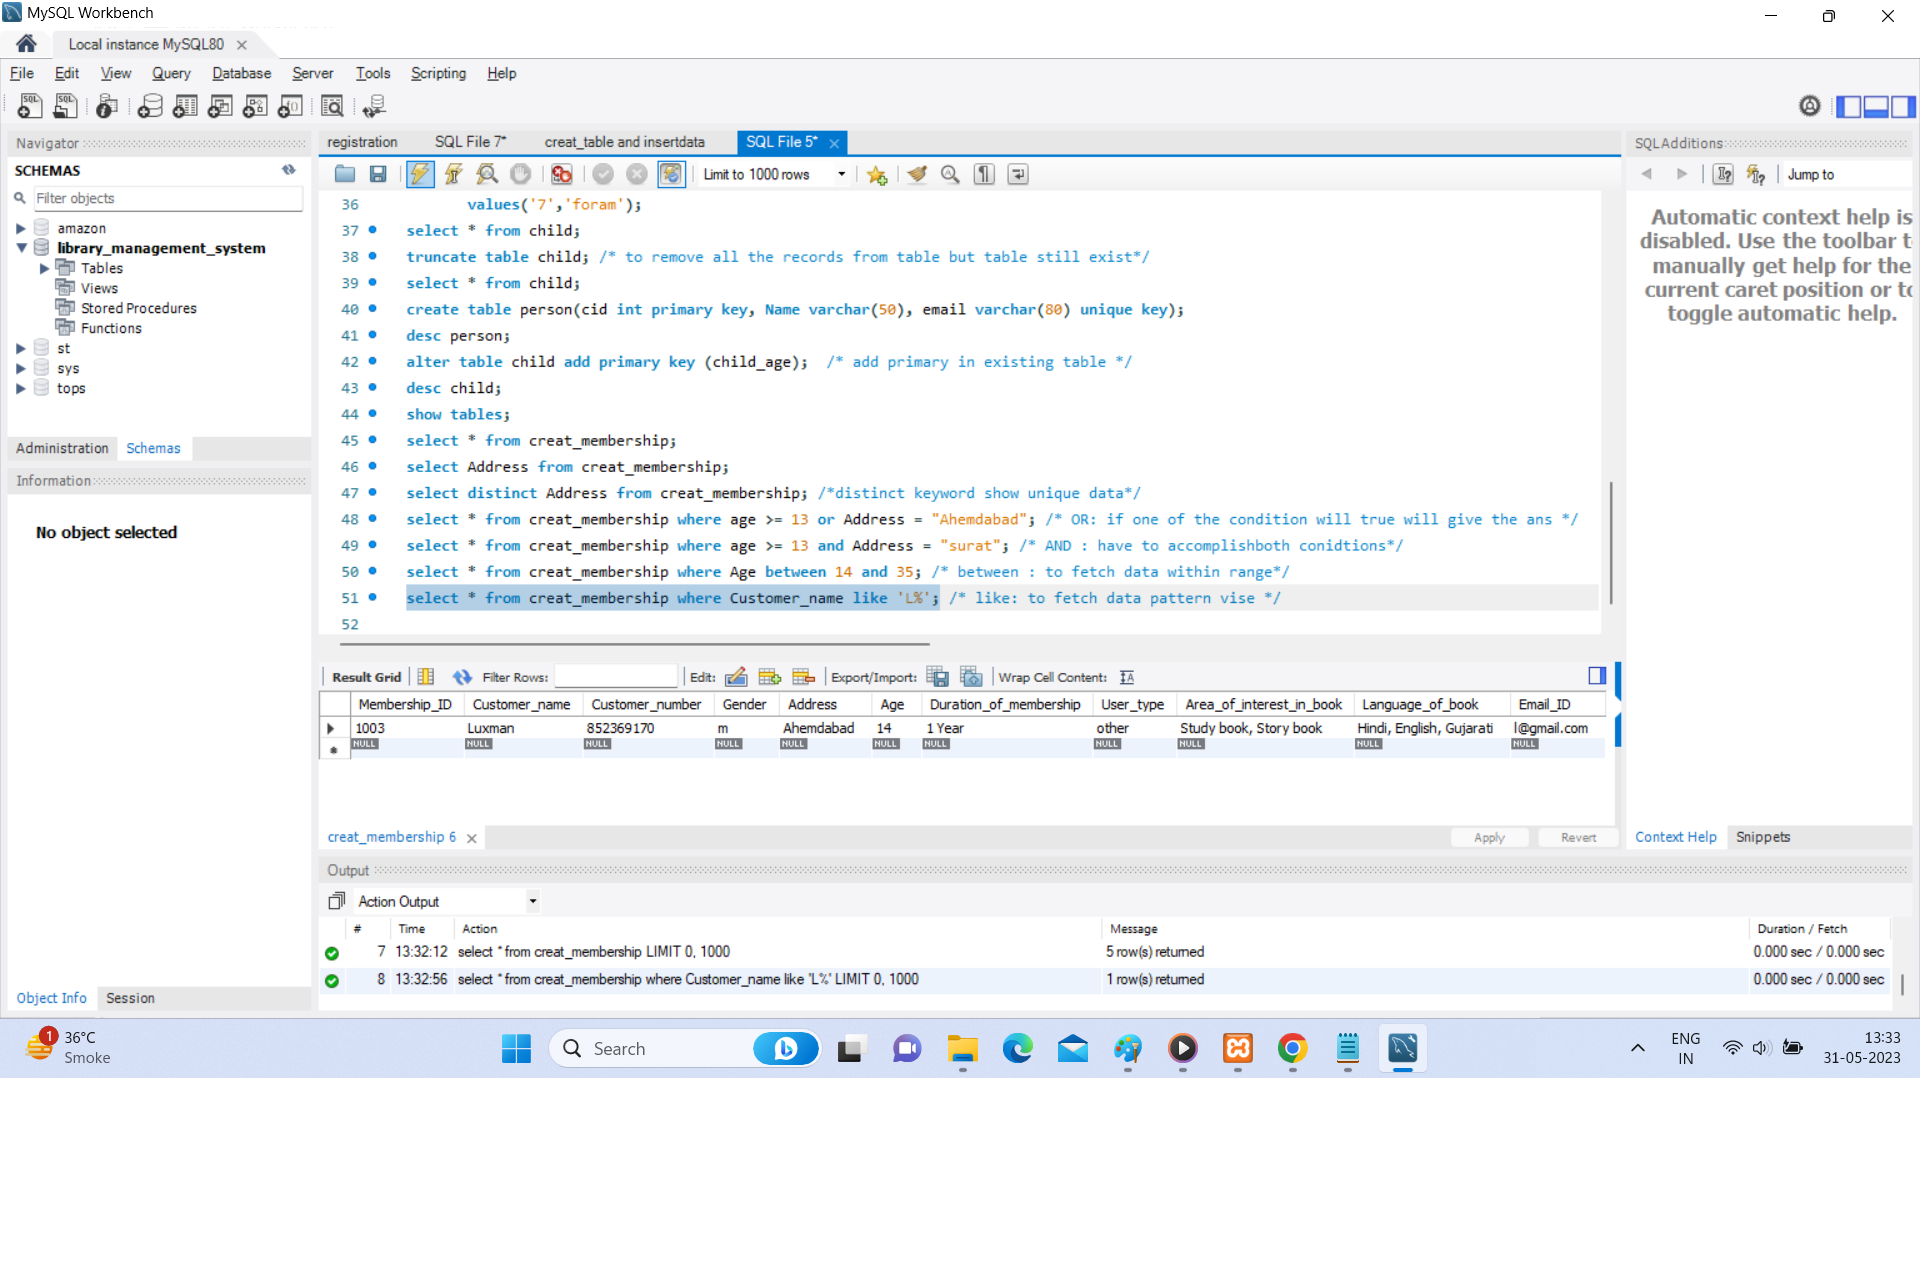 MySQL Workbench
Local instance MySQL80
File Edit View Query Database Server Tools Scripting Help
Navigator
SCHEMAS
Filter objects
amazon
library_management_system
Tables
Views
Stored Procedures
Functions
st
sys
tops
Administration Schemas
Information
No object selected
Object Info Session
registration SQL File 7* creat_table and insertdata SQL File 5*
Limit to 1000 rows
36 values('7','foram');
37 select * from child;
38 truncate table child; /* to remove all the records from table but table still exist*/
39 select * from child;
40 create table person(cid int primary key, Name varchar(50), email varchar(80) unique key);
41 desc person;
42 alter table child add primary key (child_age); /* add primary in existing table */
43 desc child;
44 show tables;
45 select * from creat_membership;
46 select Address from creat_membership;
47 select distinct Address from creat_membership; /*distinct keyword show unique data*/
48 select * from creat_membership where age >= 13 or Address = "Ahemdabad"; /* OR: if one of the condition will true will give the ans */
49 select * from creat_membership where age >= 13 and Address = "surat"; /* AND : have to accomplishboth conidtions*/
50 select * from creat_membership where Age between 14 and 35; /* between : to fetch data within range*/
51 select * from creat_membership where Customer_name like 'L%'; /* like: to fetch data pattern vise */
52
Result Grid Filter Rows: Edit: Export/Import: Wrap Cell Content:
Membership_ID Customer_name Customer_number Gender Address Age Duration_of_membership User_type Area_of_interest_in_book Language_of_book Email_ID
1003 Luxman 852369170 m Ahemdabad 14 1 Year other Study book, Story book Hindi, English, Gujarati l@gmail.com
NULL NULL NULL NULL NULL NULL NULL NULL NULL NULL NULL
creat_membership 6
Apply Revert
Output
Action Output
# Time Action Message Duration / Fetch
7 13:32:12 select * from creat_membership LIMIT 0, 1000 5 row(s) returned 0.000 sec / 0.000 sec
8 13:32:56 select * from creat_membership where Customer_name like 'L%' LIMIT 0, 1000 1 row(s) returned 0.000 sec / 0.000 sec
SQLAdditions
Jump to
Automatic context help is
disabled. Use the toolbar t
manually get help for the
current caret position or to
toggle automatic help.
Context Help Snippets
1
36°C
Smoke
Search
ENG
IN
13:33
31-05-2023